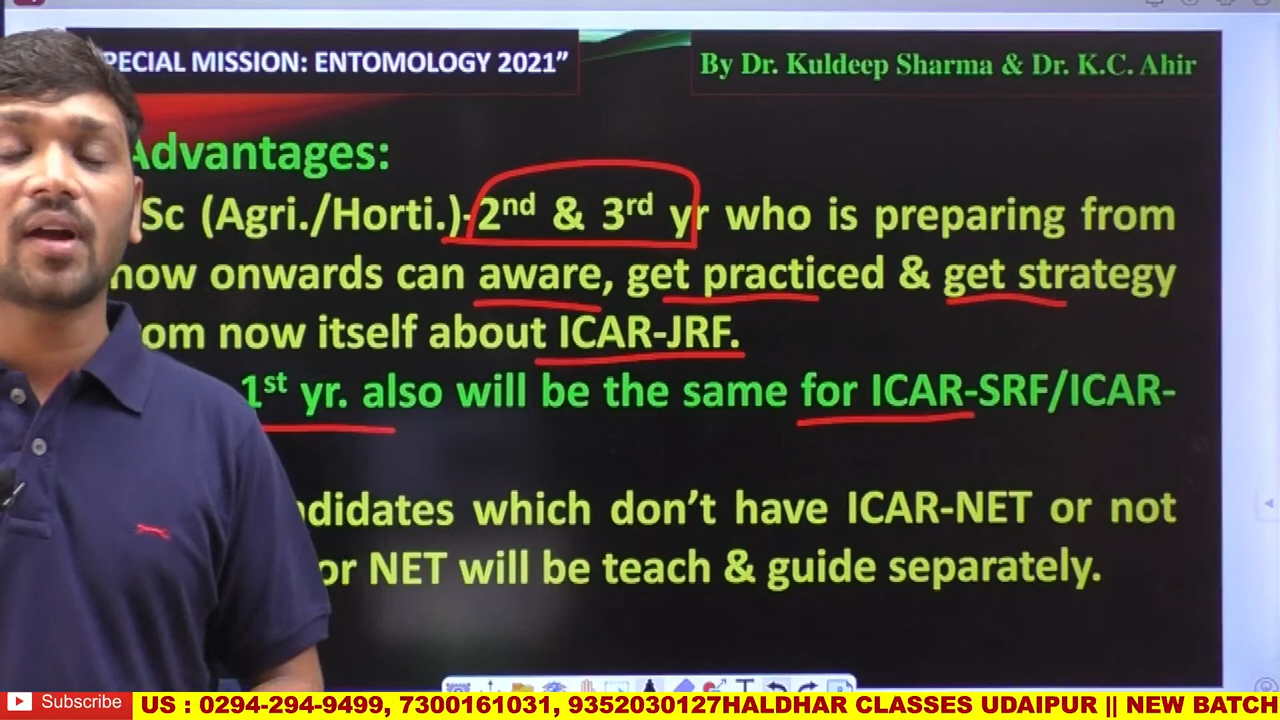 PECIAL MISSION: ENTOMOLOGY 2021”
By Dr. Kuldeep Sharma & Dr. K.C. Ahir
Advantages:
Sc (Agri./Horti.)-2nd & 3rd yr who is preparing from
now onwards can aware, get practiced & get strategy
om now itself about ICAR-JRF.
1st yr. also will be the same for ICAR-SRF/ICAR-
didates which don’t have ICAR-NET or not
or NET will be teach & guide separately.
Subscribe
US : 0294-294-9499, 7300161031, 9352030127HALDHAR CLASSES UDAIPUR || NEW BATCH